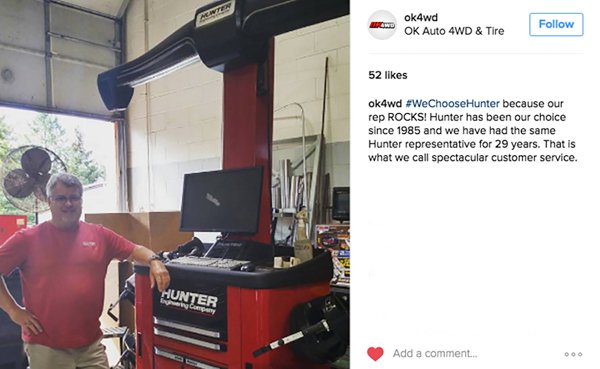 HUNTER
HUNTER
Engineering Company
ok4wd
OK Auto 4WD & Tire
Follow
52 likes
ok4wd #WeChooseHunter because our
rep ROCKS! Hunter has been our choice
since 1985 and we have had the same
Hunter representative for 29 years. That is
what we call spectacular customer service.
Add a comment...